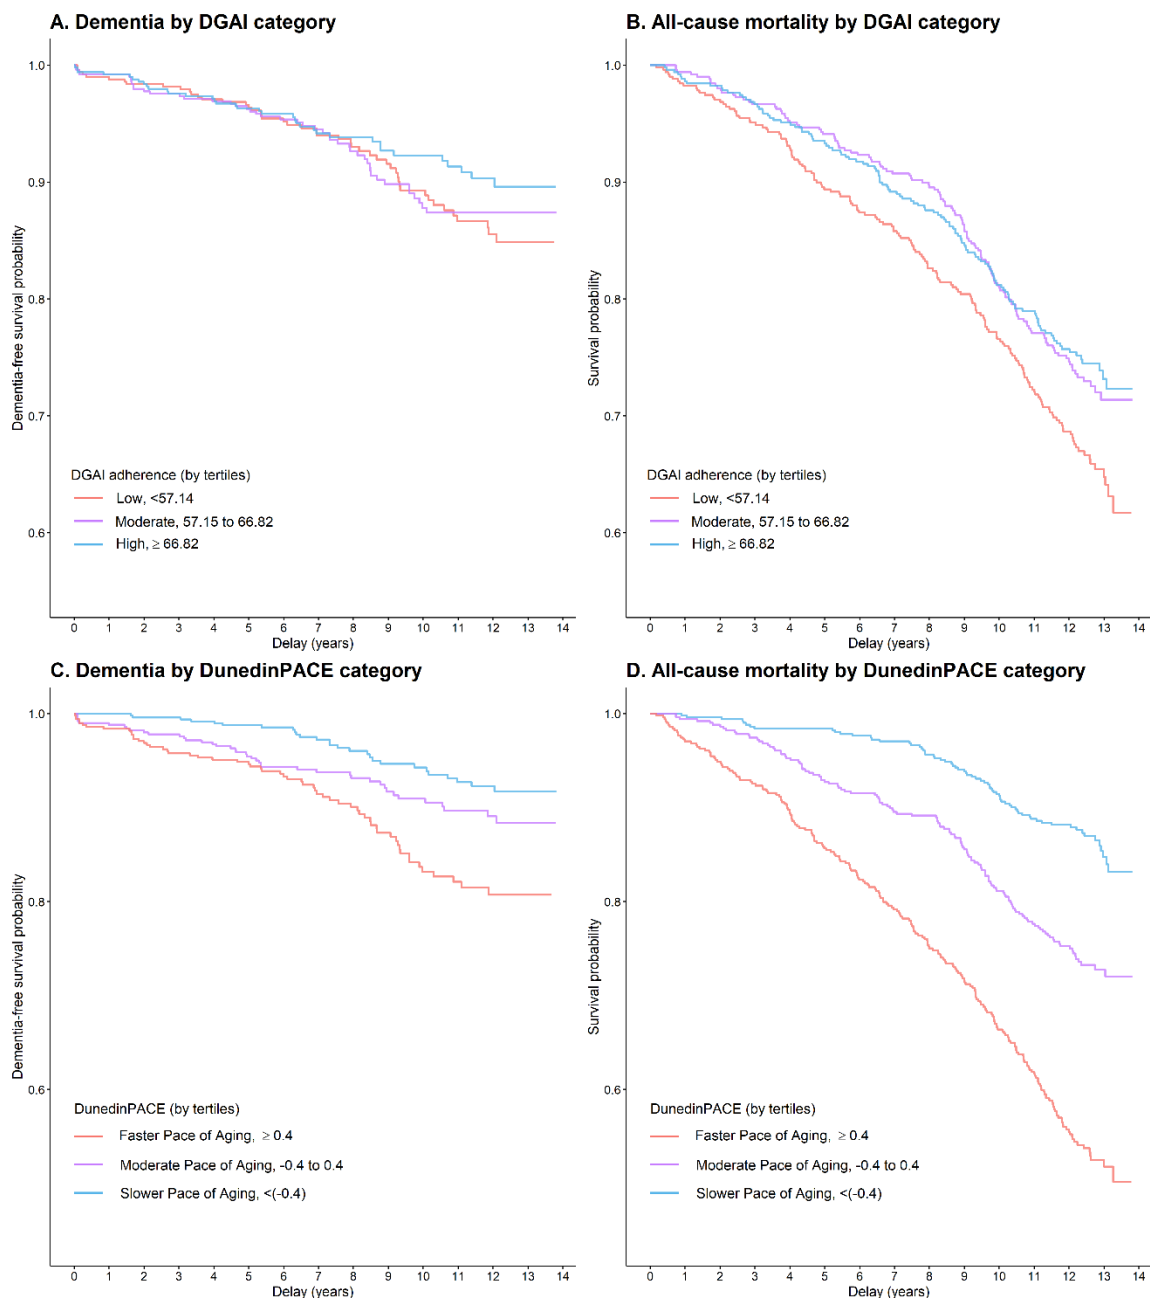 A. Dementia by DGAI category
1.0
0.9
0.8
0.7
0.6
Dementia-free survival probability
DGAI adherence (by tertiles)
Low, <57.14
Moderate, 57.15 to 66.82
High, ≥ 66.82
0 1 2 3 4 5 6 7 8 9 10 11 12 13 14
Delay (years)
B. All-cause mortality by DGAI category
1.0
0.9
0.8
0.7
0.6
Survival probability
DGAI adherence (by tertiles)
Low, <57.14
Moderate, 57.15 to 66.82
High, ≥ 66.82
0 1 2 3 4 5 6 7 8 9 10 11 12 13 14
Delay (years)
C. Dementia by DunedinPACE category
1.0
0.8
0.6
Dementia-free survival probability
DunedinPACE (by tertiles)
Faster Pace of Aging, ≥ 0.4
Moderate Pace of Aging, -0.4 to 0.4
Slower Pace of Aging, <(-0.4)
0 1 2 3 4 5 6 7 8 9 10 11 12 13 14
Delay (years)
D. All-cause mortality by DunedinPACE category
1.0
0.8
0.6
Survival probability
DunedinPACE (by tertiles)
Faster Pace of Aging, ≥ 0.4
Moderate Pace of Aging, -0.4 to 0.4
Slower Pace of Aging, <(-0.4)
0 1 2 3 4 5 6 7 8 9 10 11 12 13 14
Delay (years)